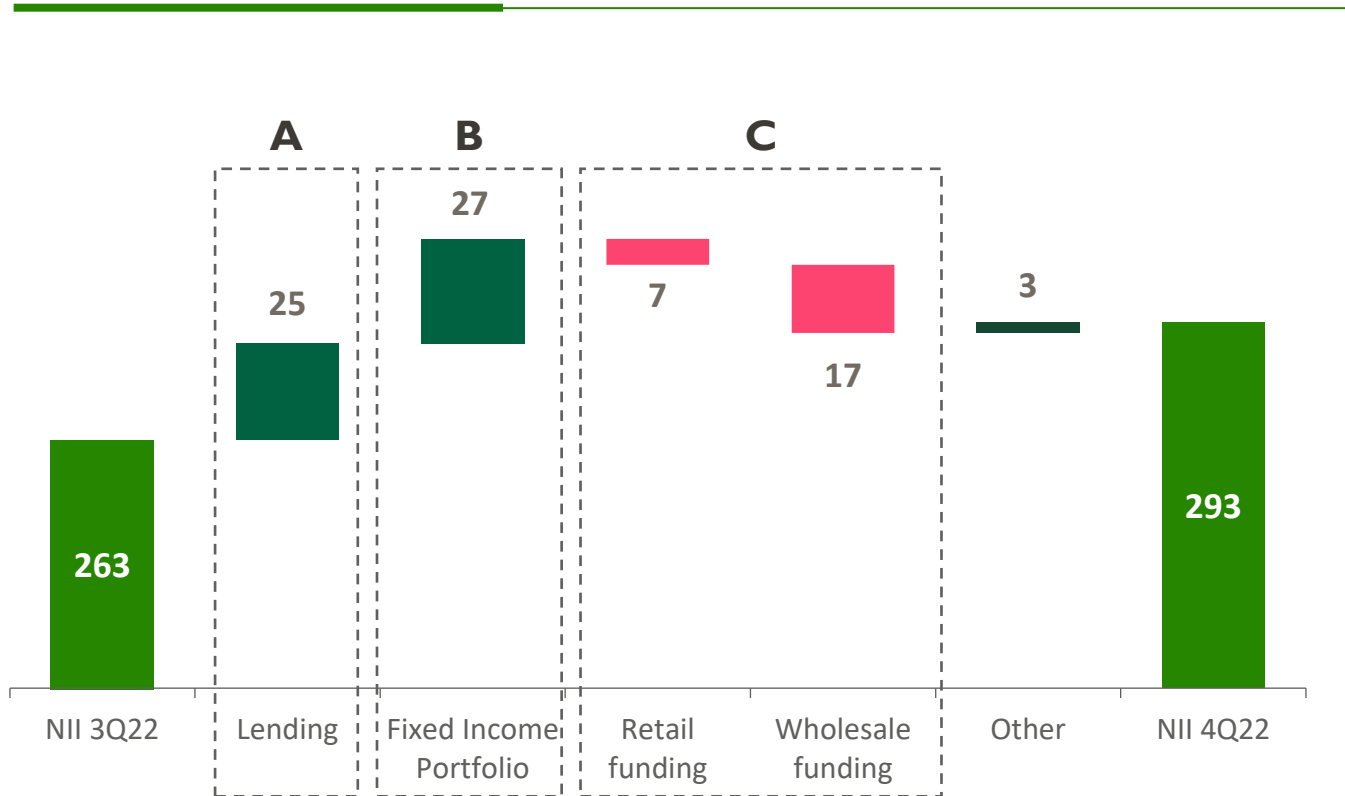 A B C
27
25
7
3
17
263
293
NII 3Q22 Lending Fixed Income Retail Wholesale Other NII 4Q22
Portfolio funding funding